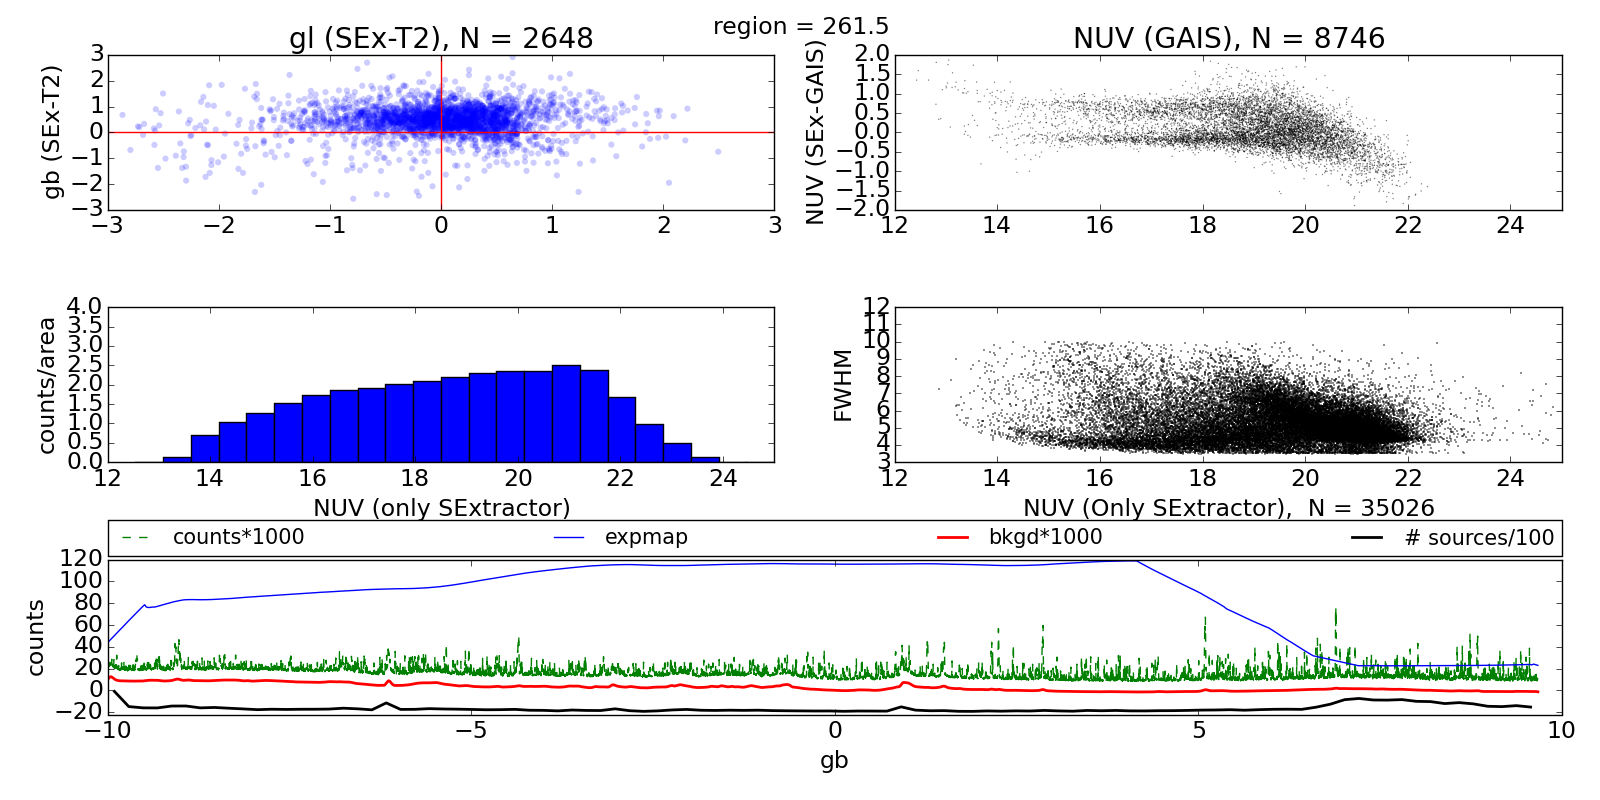 region = 261.5
gl (SEx-T2), N = 2648
NUV (GAIS), N = 8746
gb (SEx-T2)
3
2
1
0
−1
−2
−3
−3 −2 −1 0 1 2 3
NUV (SEx-GAIS)
2.0
1.5
1.0
0.5
0.0
−0.5
−1.0
−1.5
−2.0
12 14 16 18 20 22 24
counts/area
4.0
3.5
3.0
2.5
2.0
1.5
1.0
0.5
0.0
12 14 16 18 20 22 24
NUV (only SExtractor)
FWHM
12
11
10
9
8
7
6
5
4
3
12 14 16 18 20 22 24
NUV (Only SExtractor), N = 35026
counts*1000 expmap bkgd*1000 # sources/100
counts
120
100
80
60
40
20
0
−20
−10 −5 0 5 10
gb